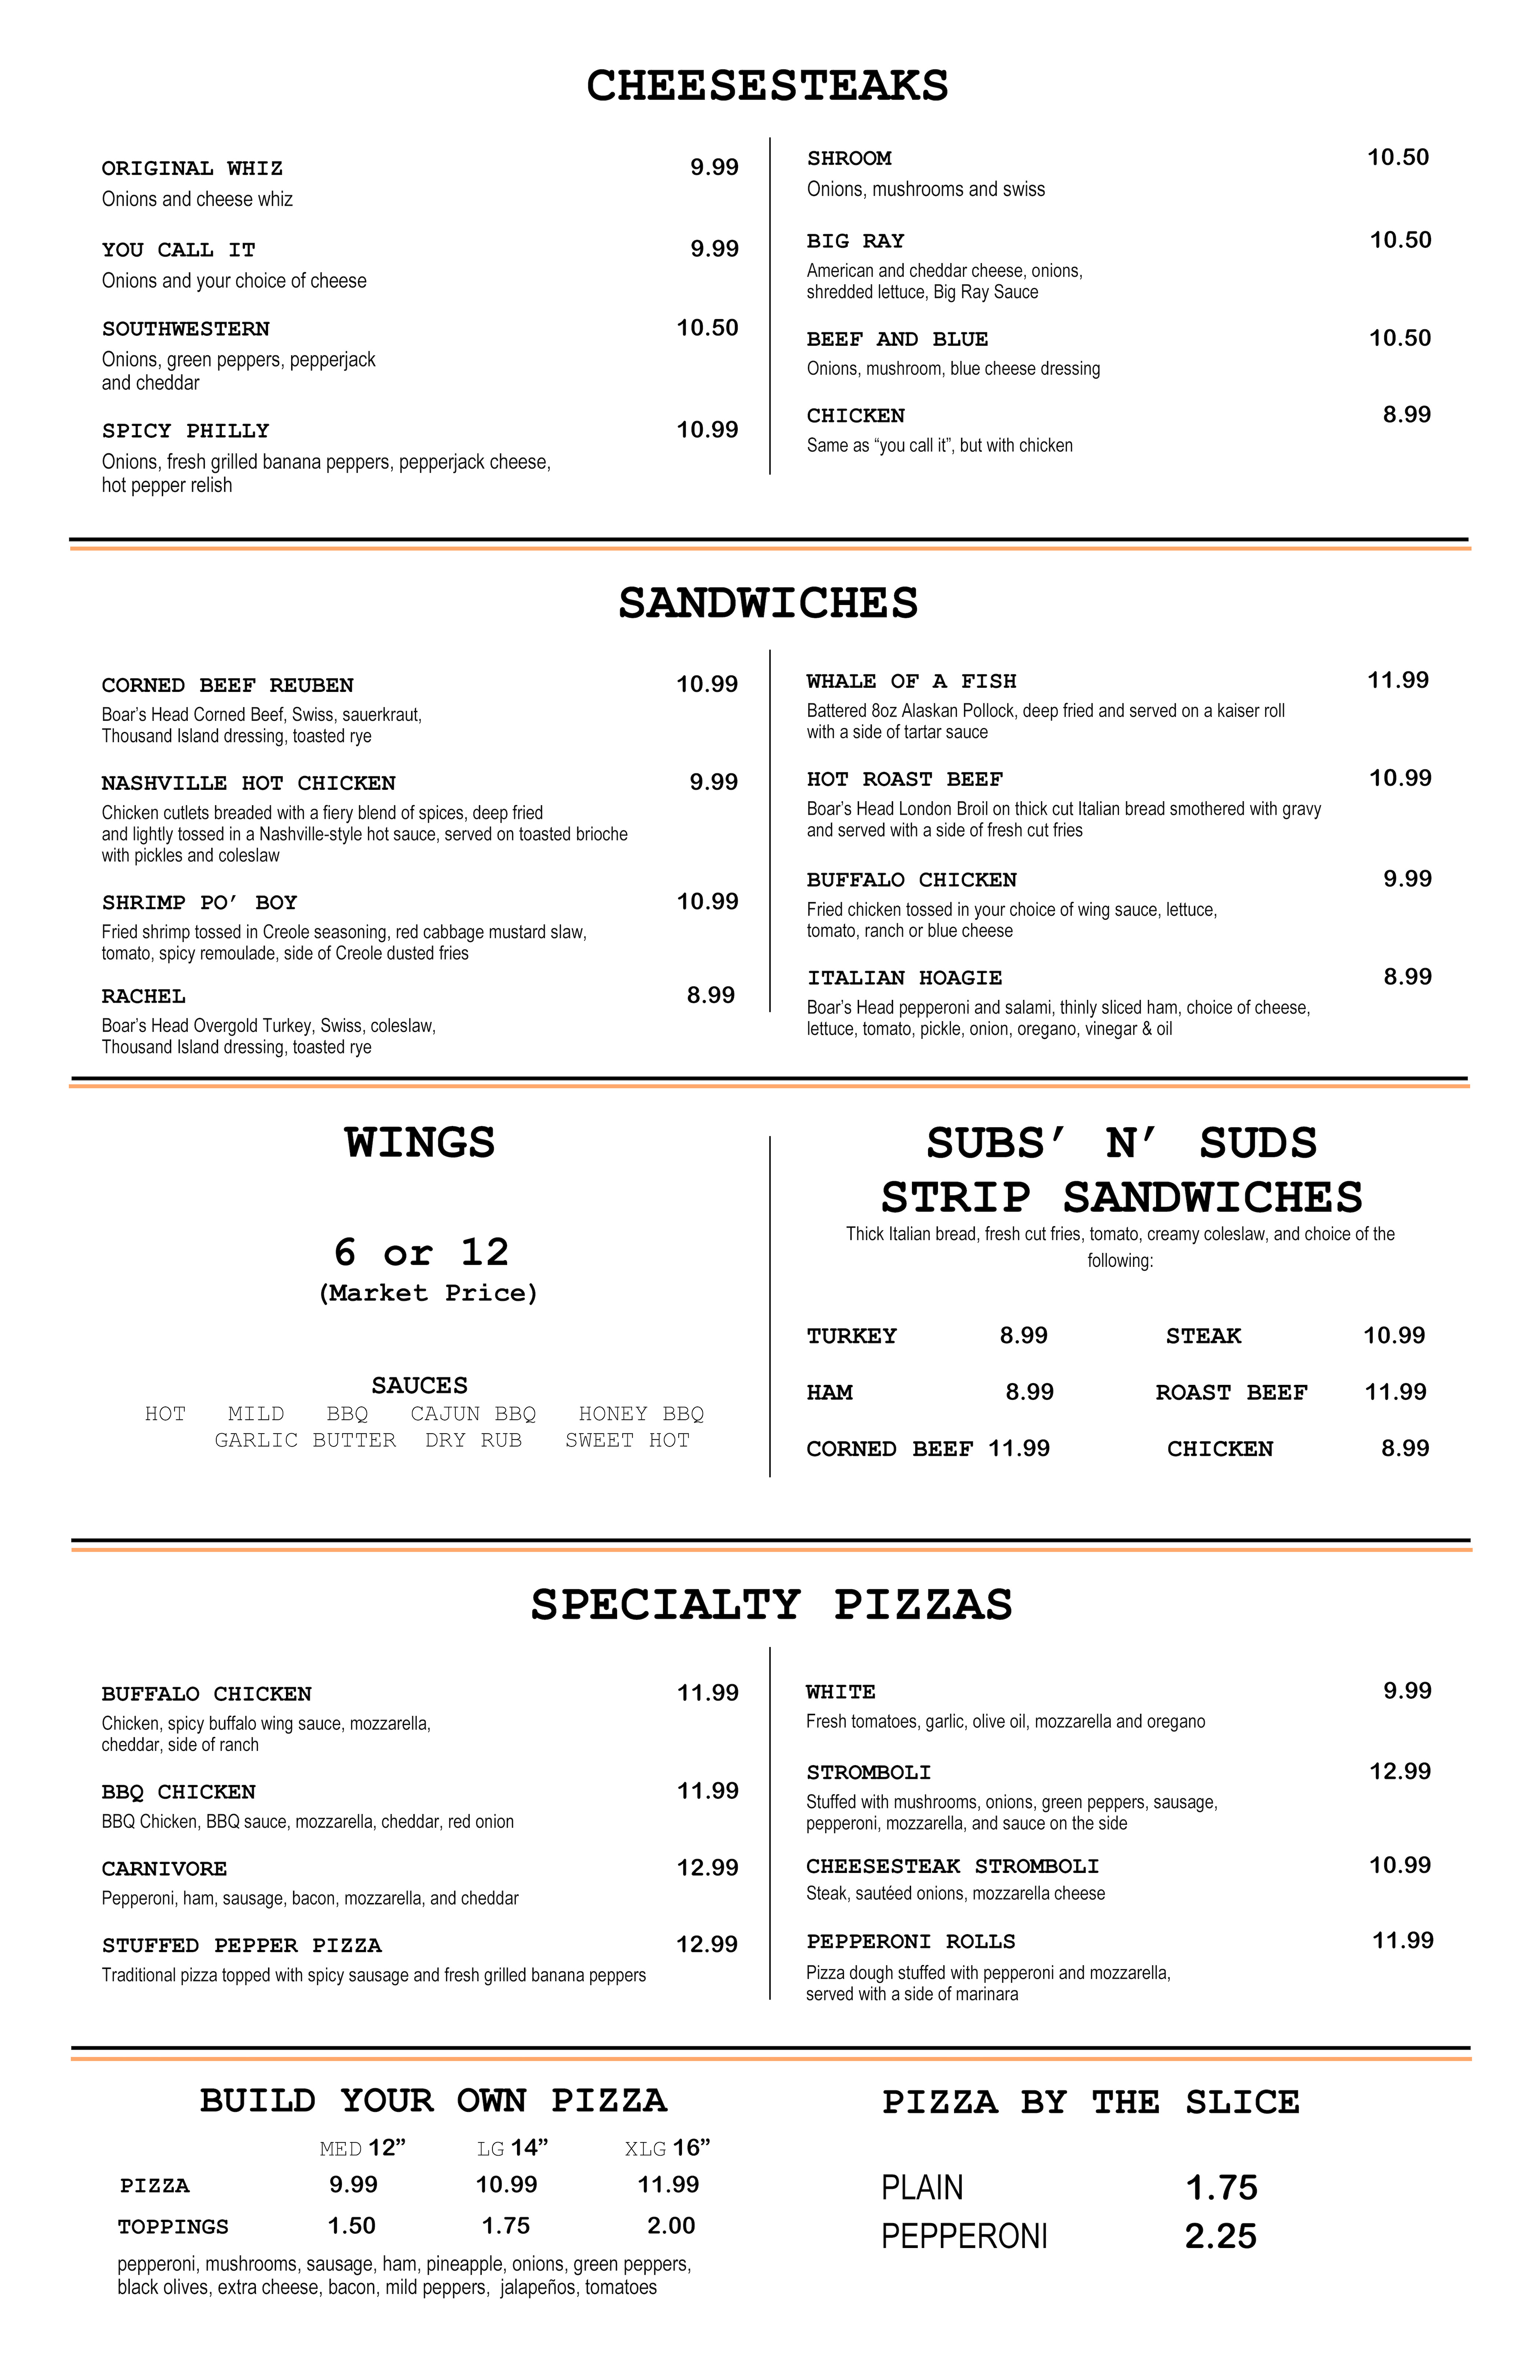 CHEESESTEAKS
ORIGINAL WHIZ 9.99
Onions and cheese whiz
YOU CALL IT 9.99
Onions and your choice of cheese
SOUTHWESTERN 10.50
Onions, green peppers, pepperjack
and cheddar
SPICY PHILLY 10.99
Onions, fresh grilled banana peppers, pepperjack cheese,
hot pepper relish
SHROOM 10.50
Onions, mushrooms and swiss
BIG RAY 10.50
American and cheddar cheese, onions,
shredded lettuce, Big Ray Sauce
BEEF AND BLUE 10.50
Onions, mushroom, blue cheese dressing
CHICKEN 8.99
Same as “you call it”, but with chicken
SANDWICHES
CORNED BEEF REUBEN 10.99
Boar’s Head Corned Beef, Swiss, sauerkraut,
Thousand Island dressing, toasted rye
NASHVILLE HOT CHICKEN 9.99
Chicken cutlets breaded with a fiery blend of spices, deep fried
and lightly tossed in a Nashville-style hot sauce, served on toasted brioche
with pickles and coleslaw
SHRIMP PO’ BOY 10.99
Fried shrimp tossed in Creole seasoning, red cabbage mustard slaw,
tomato, spicy remoulade, side of Creole dusted fries
RACHEL 8.99
Boar’s Head Overgold Turkey, Swiss, coleslaw,
Thousand Island dressing, toasted rye
WHALE OF A FISH 11.99
Battered 8oz Alaskan Pollock, deep fried and served on a kaiser roll
with a side of tartar sauce
HOT ROAST BEEF 10.99
Boar’s Head London Broil on thick cut Italian bread smothered with gravy
and served with a side of fresh cut fries
BUFFALO CHICKEN 9.99
Fried chicken tossed in your choice of wing sauce, lettuce,
tomato, ranch or blue cheese
ITALIAN HOAGIE 8.99
Boar’s Head pepperoni and salami, thinly sliced ham, choice of cheese,
lettuce, tomato, pickle, onion, oregano, vinegar & oil
WINGS
6 or 12
(Market Price)
SAUCES
HOT MILD BBQ CAJUN BBQ HONEY BBQ
GARLIC BUTTER DRY RUB SWEET HOT
SUBS’ N’ SUDS
STRIP SANDWICHES
Thick Italian bread, fresh cut fries, tomato, creamy coleslaw, and choice of the
following:
TURKEY 8.99 STEAK 10.99
HAM 8.99 ROAST BEEF 11.99
CORNED BEEF 11.99 CHICKEN 8.99
SPECIALTY PIZZAS
BUFFALO CHICKEN 11.99
Chicken, spicy buffalo wing sauce, mozzarella,
cheddar, side of ranch
BBQ CHICKEN 11.99
BBQ Chicken, BBQ sauce, mozzarella, cheddar, red onion
CARNIVORE 12.99
Pepperoni, ham, sausage, bacon, mozzarella, and cheddar
STUFFED PEPPER PIZZA 12.99
Traditional pizza topped with spicy sausage and fresh grilled banana peppers
WHITE 9.99
Fresh tomatoes, garlic, olive oil, mozzarella and oregano
STROMBOLI 12.99
Stuffed with mushrooms, onions, green peppers, sausage,
pepperoni, mozzarella, and sauce on the side
CHEESESTEAK STROMBOLI 10.99
Steak, sautéed onions, mozzarella cheese
PEPPERONI ROLLS 11.99
Pizza dough stuffed with pepperoni and mozzarella,
served with a side of marinara
BUILD YOUR OWN PIZZA
MED 12” LG 14” XLG 16”
PIZZA 9.99 10.99 11.99
TOPPINGS 1.50 1.75 2.00
pepperoni, mushrooms, sausage, ham, pineapple, onions, green peppers,
black olives, extra cheese, bacon, mild peppers, jalapeños, tomatoes
PIZZA BY THE SLICE
PLAIN 1.75
PEPPERONI 2.25